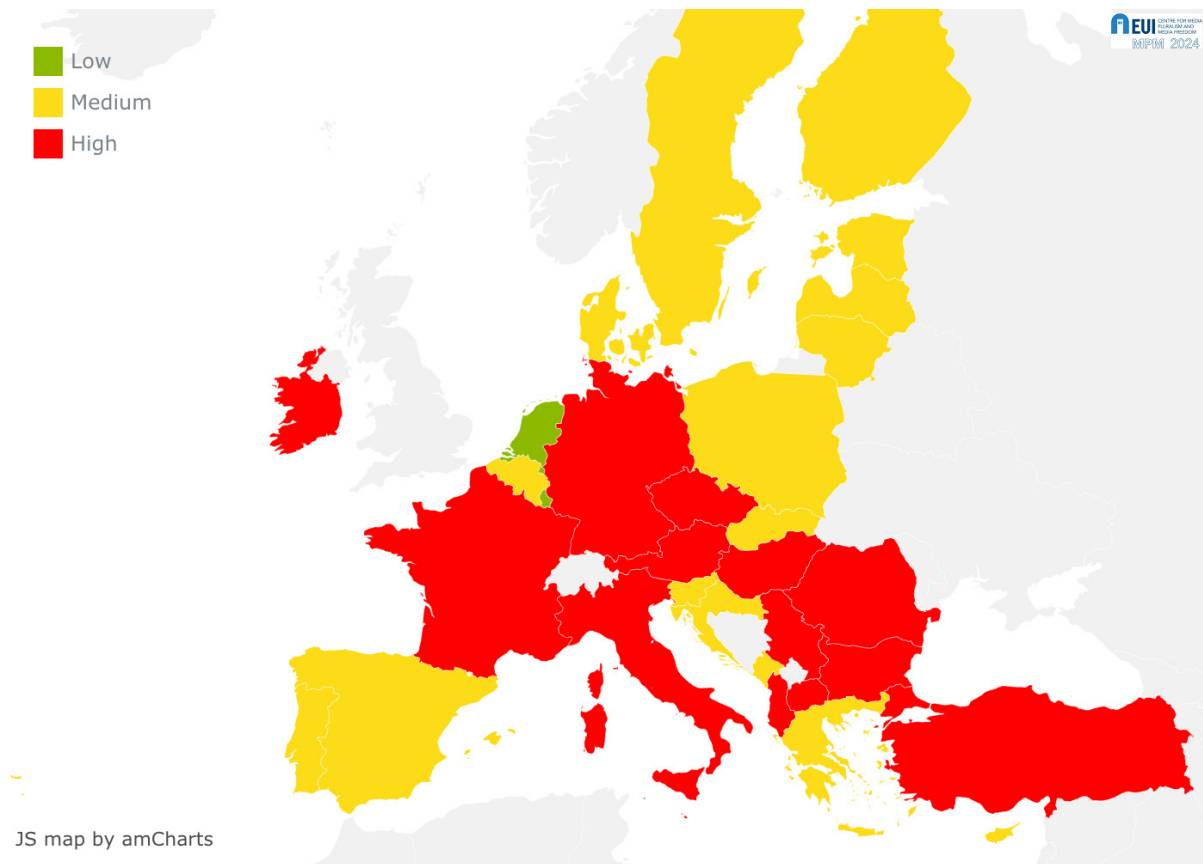 Low
Medium
High
EUI
CENTRE FOR MEDIA
PLURALISM AND
MEDIA FREEDOM
MPM 2024
JS map by amCharts